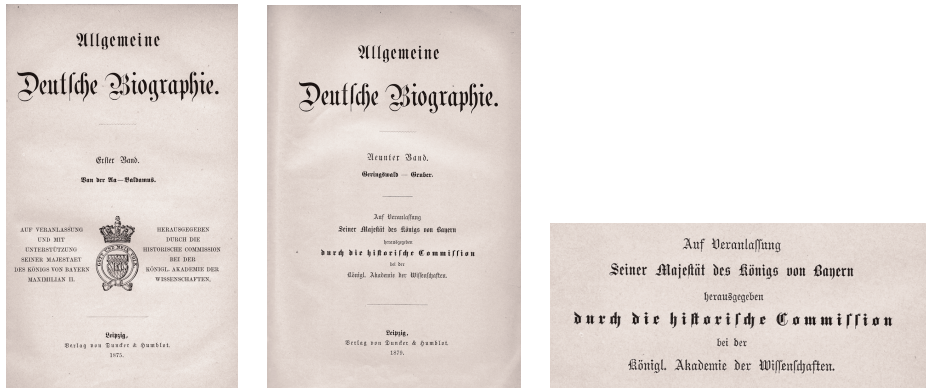 Allgemeine
Deutsche Biographie.
Erster Band.
Van der Aa—Baldamus.
AUF VERANLASSUNG
UND MIT
UNTERSTÜTZUNG
SEINER MAJESTAET
DES KÖNIGS VON BAYERN
MAXIMILIAN II.
HERAUSGEGEBEN
DURCH DIE
HISTORISCHE COMMISSION
BEI DER
KÖNIGL. AKADEMIE DER
WISSENSCHAFTEN.
Leipzig,
Verlag von Duncker & Humblot.
1875.
Allgemeine
Deutsche Biographie.
Neunter Band.
Geringswald — Gruber.
Auf Veranlassung
Seiner Majestät des Königs von Bayern
herausgegeben
durch die historische Commission
bei der
Königl. Akademie der Wissenschaften.
Leipzig,
Verlag von Duncker & Humblot.
1879.
Auf Veranlassung
Seiner Majestät des Königs von Bayern
herausgegeben
durch die historische Commission
bei der
Königl. Akademie der Wissenschaften.